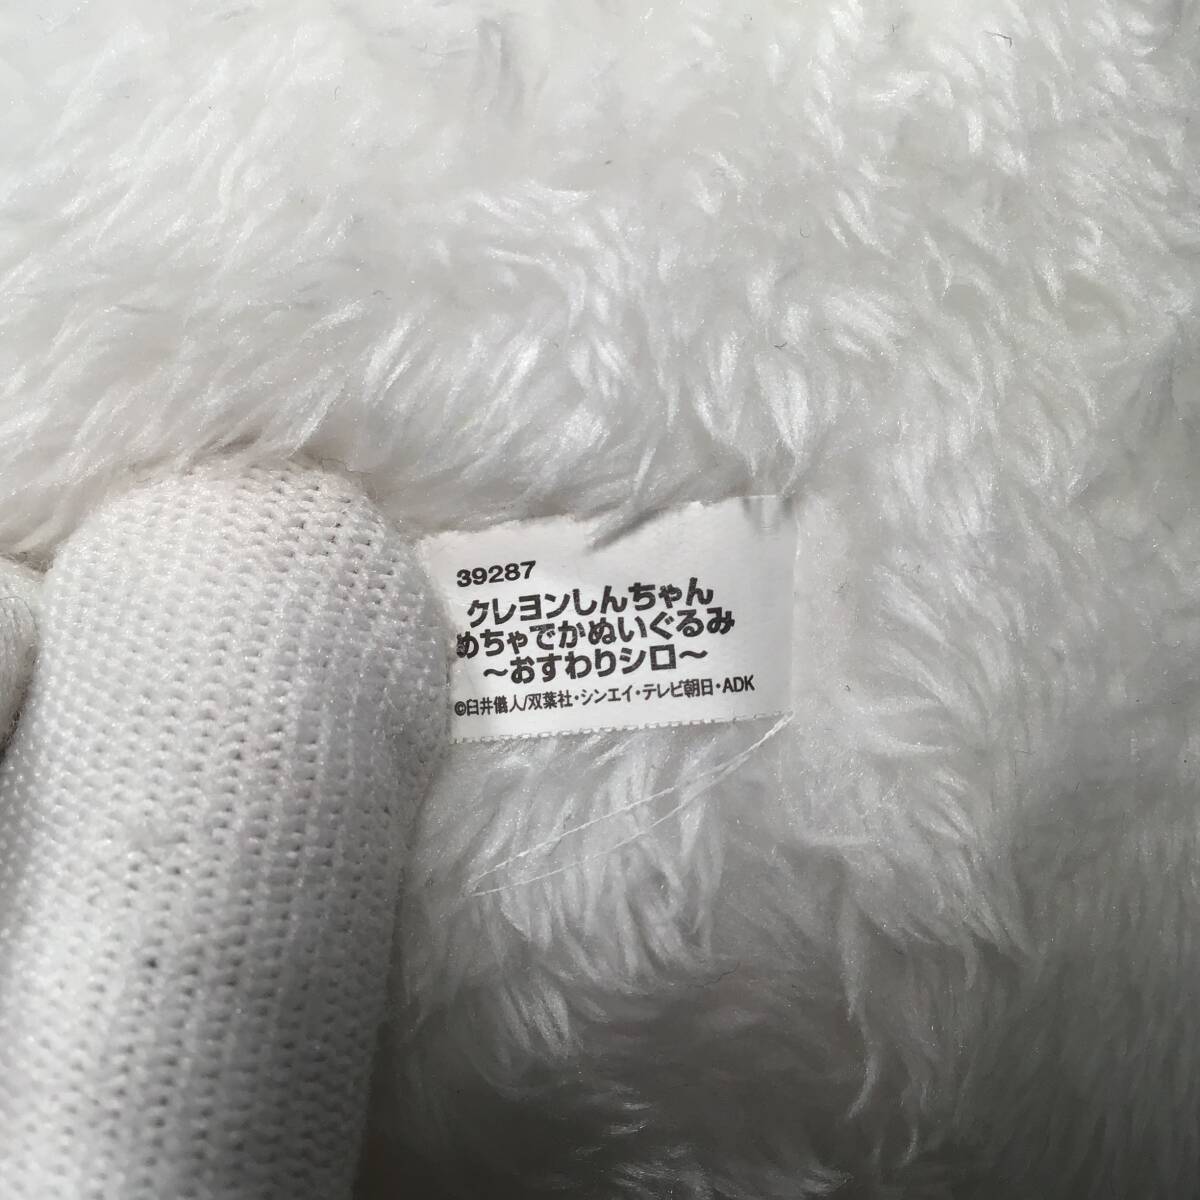 39287
クレヨンしんちゃん
めちゃでかぬいぐるみ
～おすわりシロ～
©臼井儀人/双葉社・シンエイ・テレビ朝日・ADK